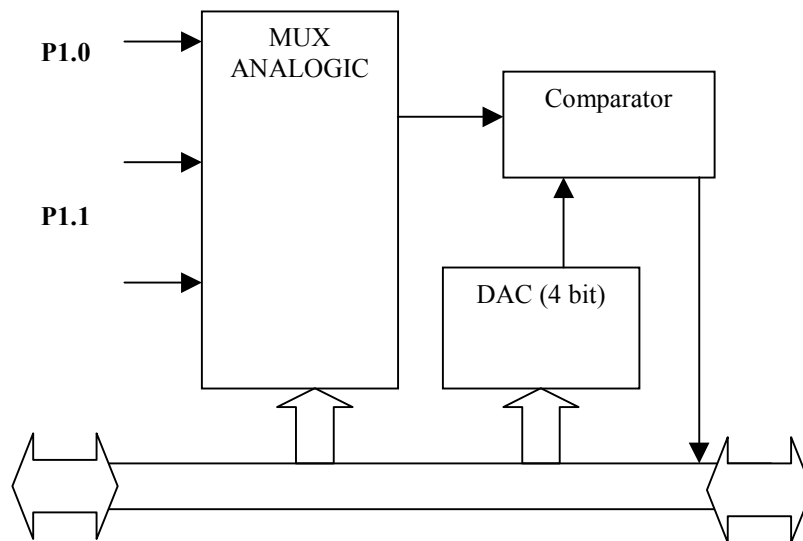 P1.0
MUX
ANALOGIC
Comparator
P1.1
DAC (4 bit)